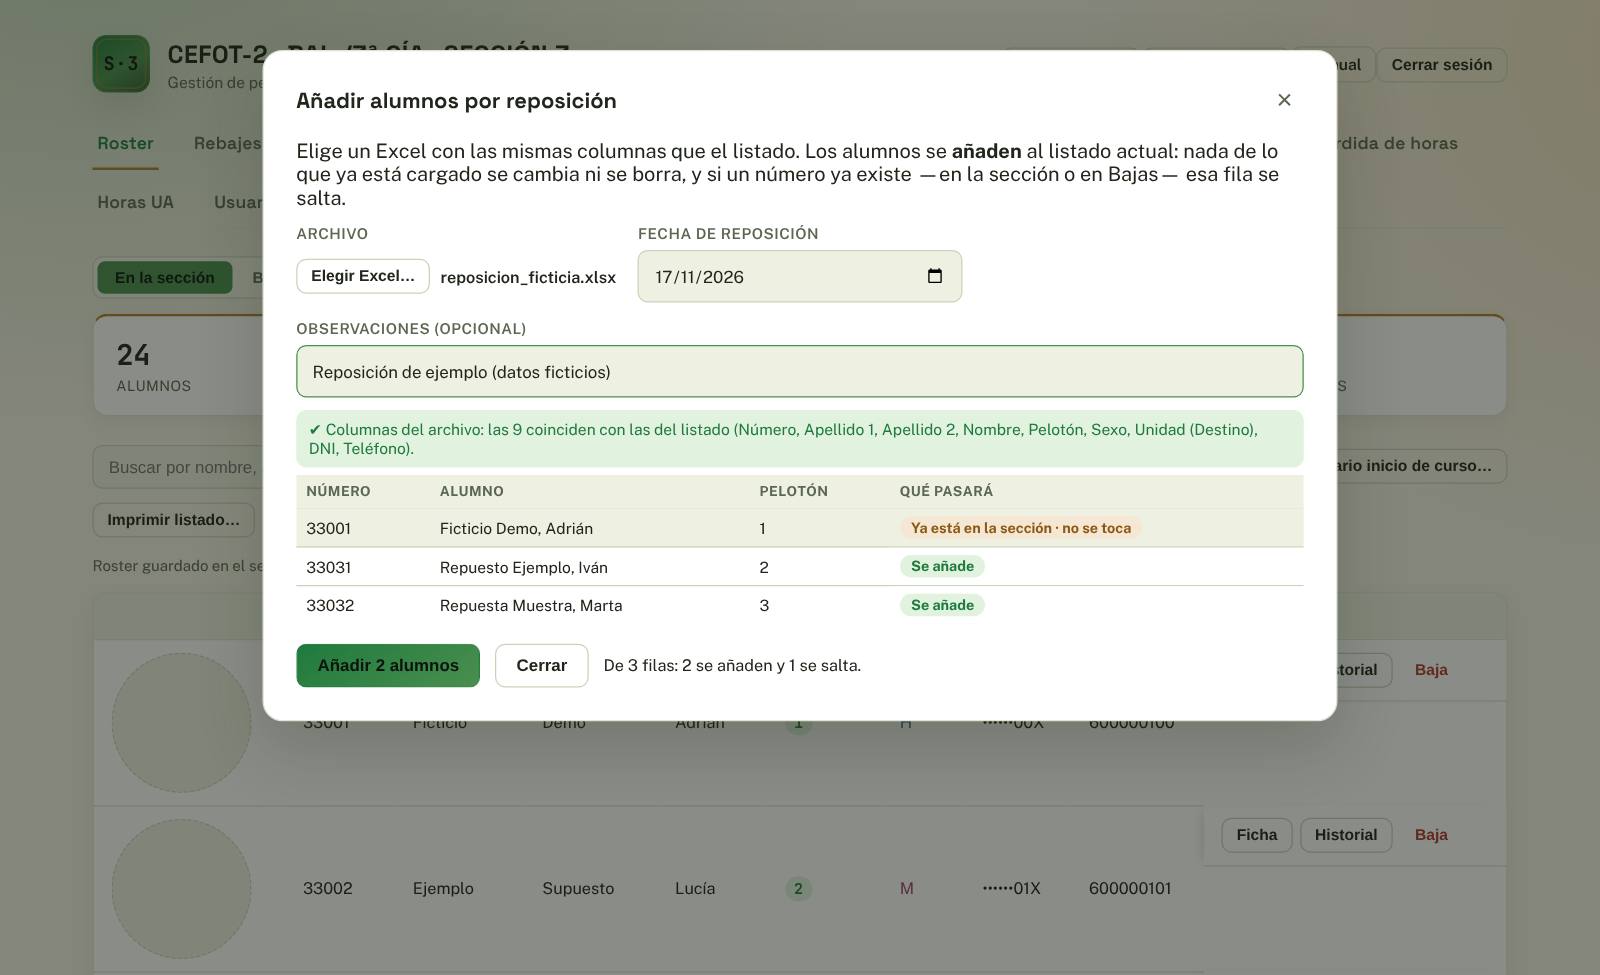 S·3
CEFOT-2
Gestión de pe
ual
Cerrar sesión
Roster
Rebajes
rdida de horas
Horas UA
Usuar
En la sección
B
24
ALUMNOS
S
Buscar por nombre,
ario inicio de curso...
Imprimir listado...
Roster guardado en el se
Añadir alumnos por reposición
×
Elige un Excel con las mismas columnas que el listado. Los alumnos se añaden al listado actual: nada de lo
que ya está cargado se cambia ni se borra, y si un número ya existe —en la sección o en Bajas— esa fila se
salta.
ARCHIVO
FECHA DE REPOSICIÓN
Elegir Excel...
reposicion_ficticia.xlsx
17/11/2026
OBSERVACIONES (OPCIONAL)
Reposición de ejemplo (datos ficticios)
✔ Columnas del archivo: las 9 coinciden con las del listado (Número, Apellido 1, Apellido 2, Nombre, Pelotón, Sexo, Unidad (Destino),
DNI, Teléfono).
NÚMERO ALUMNO PELOTÓN QUÉ PASARÁ
33001 Ficticio Demo, Adrián 1 Ya está en la sección · no se toca
33031 Repuesto Ejemplo, Iván 2 Se añade
33032 Repuesta Muestra, Marta 3 Se añade
Añadir 2 alumnos
Cerrar
De 3 filas: 2 se añaden y 1 se salta.
storial
Baja
33001 Ficticio Demo Adrián 1 H ••••••00X 600000100
Ficha
Historial
Baja
33002 Ejemplo Supuesto Lucía 2 M ••••••01X 600000101